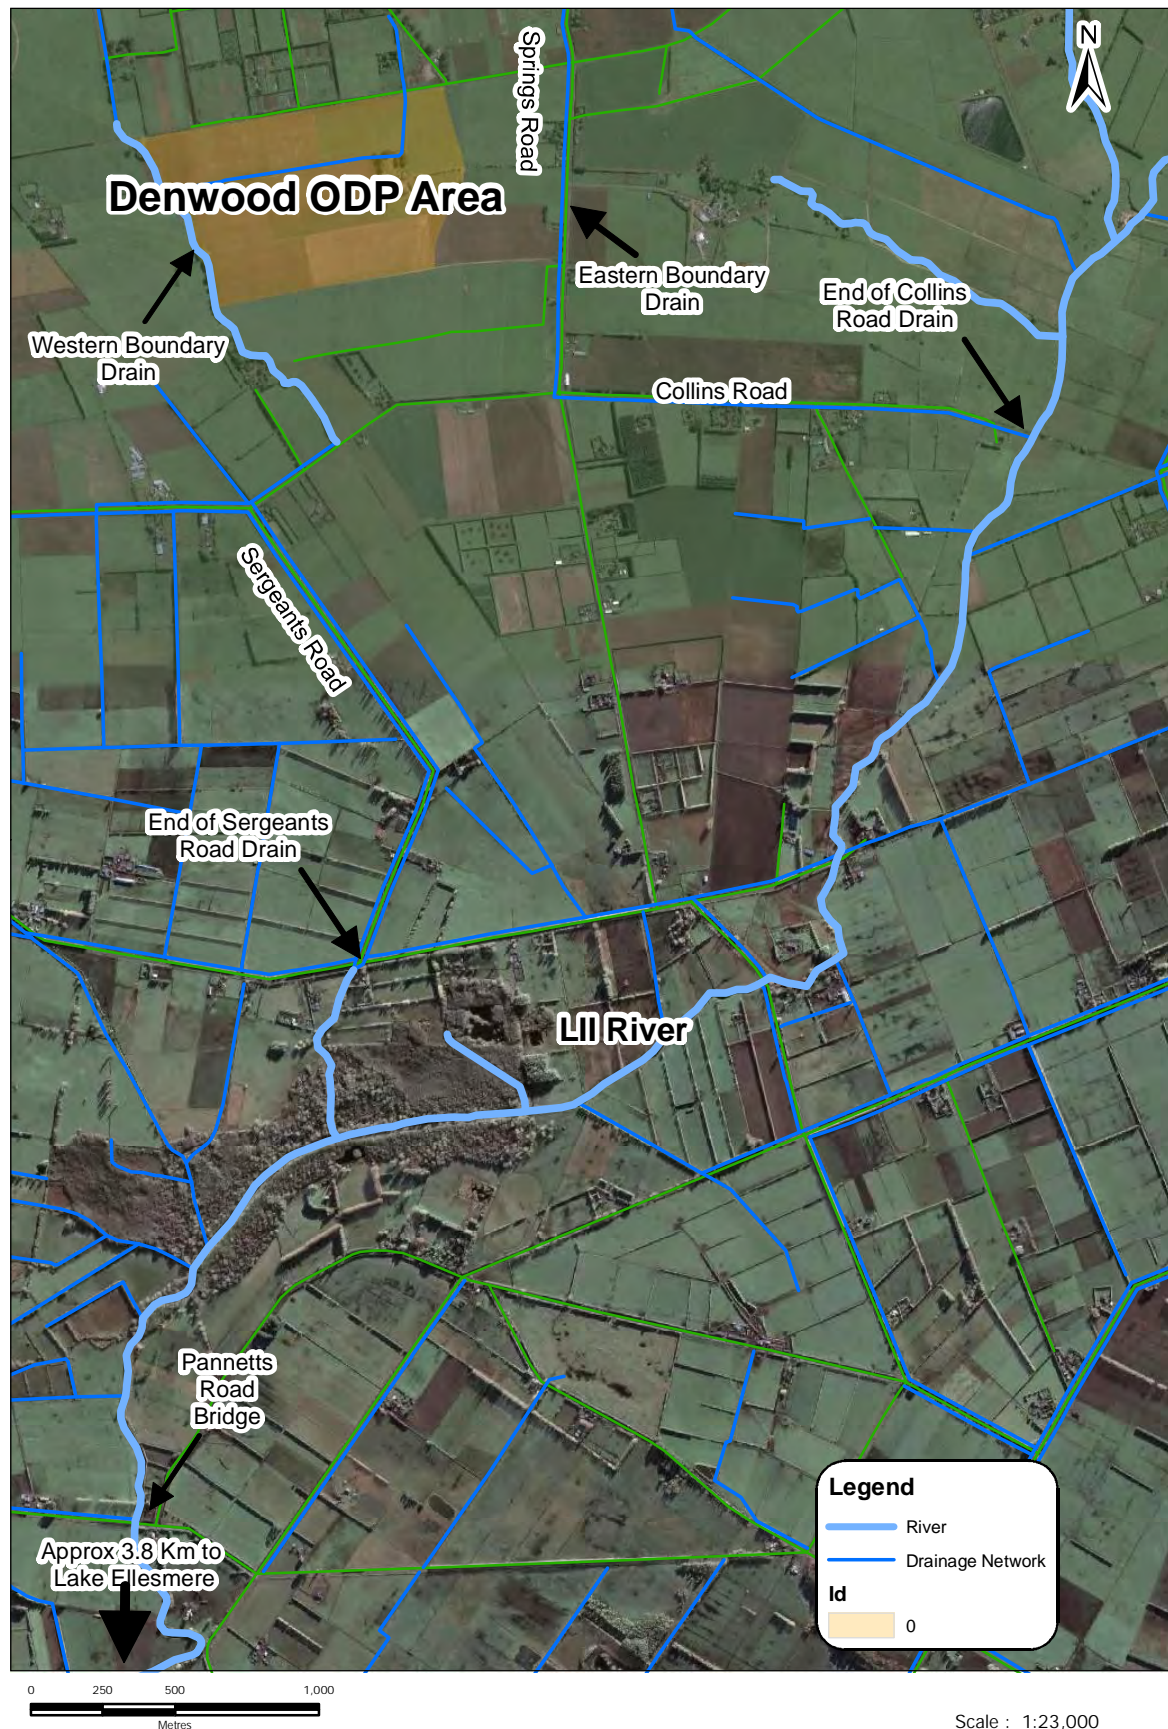 N
Springs Road
Denwood ODP Area
Eastern Boundary
Drain
End of Collins
Road Drain
Western Boundary
Drain
Collins Road
Sergeants Road
End of Sergeants
Road Drain
LII River
Pannetts
Road
Bridge
Approx 3.8 Km to
Lake Ellesmere
Legend
River
Drainage Network
Id
0
0 250 500 1,000
Metres
Scale : 1:23,000